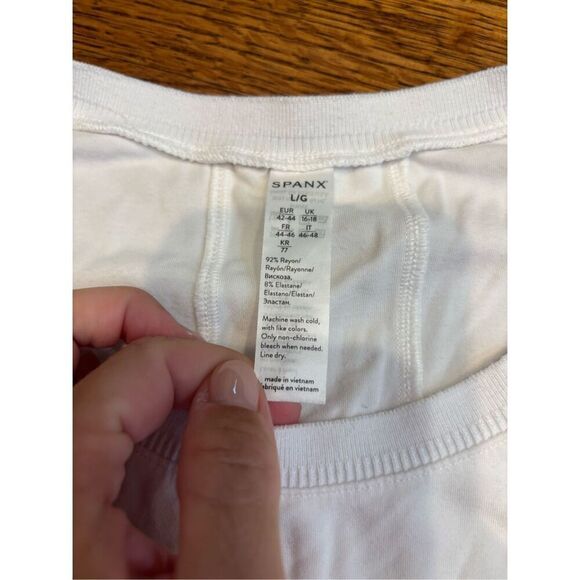 SPANX
L/G
EUR UK
42-44 16-18
FR IT
44-46 46-48
KR
77
92% Rayon/
Rayón/Rayonne/
Вискоза.
8% Elastane/
Elastano/Elastan/
Эластан.
Machine wash cold,
with like colors.
Only non-chlorine
bleach when needed.
Line dry.
made in vietnam
fabriqué en vietnam